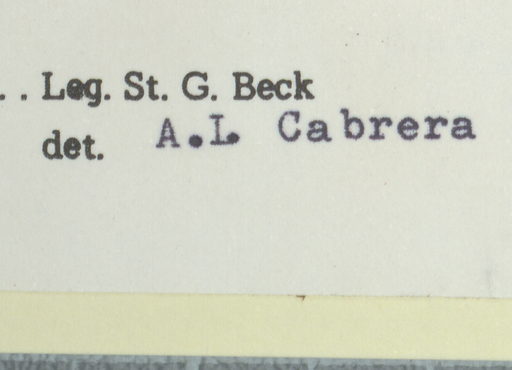 . . Leg. St. G. Beck
det. A.L Cabrera